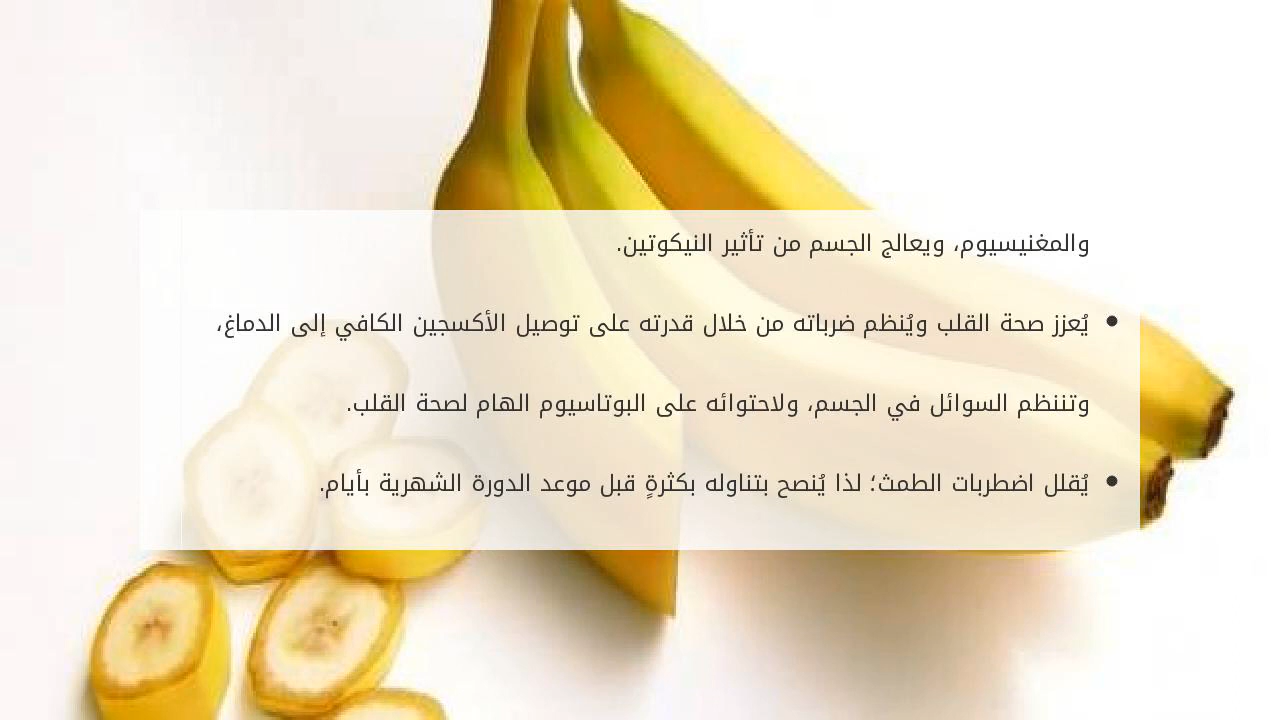 والمغنيسيوم، ويعالج الجسم من تأثير النيكوتين.
• يُعزز صحة القلب ويُنظم ضرباته من خلال قدرته على توصيل الأكسجين الكافي إلى الدماغ،
وتننظم السوائل في الجسم، ولاحتوائه على البوتاسيوم الهام لصحة القلب.
• يُقلل اضطربات الطمث؛ لذا يُنصح بتناوله بكثرةٍ قبل موعد الدورة الشهرية بأيام.